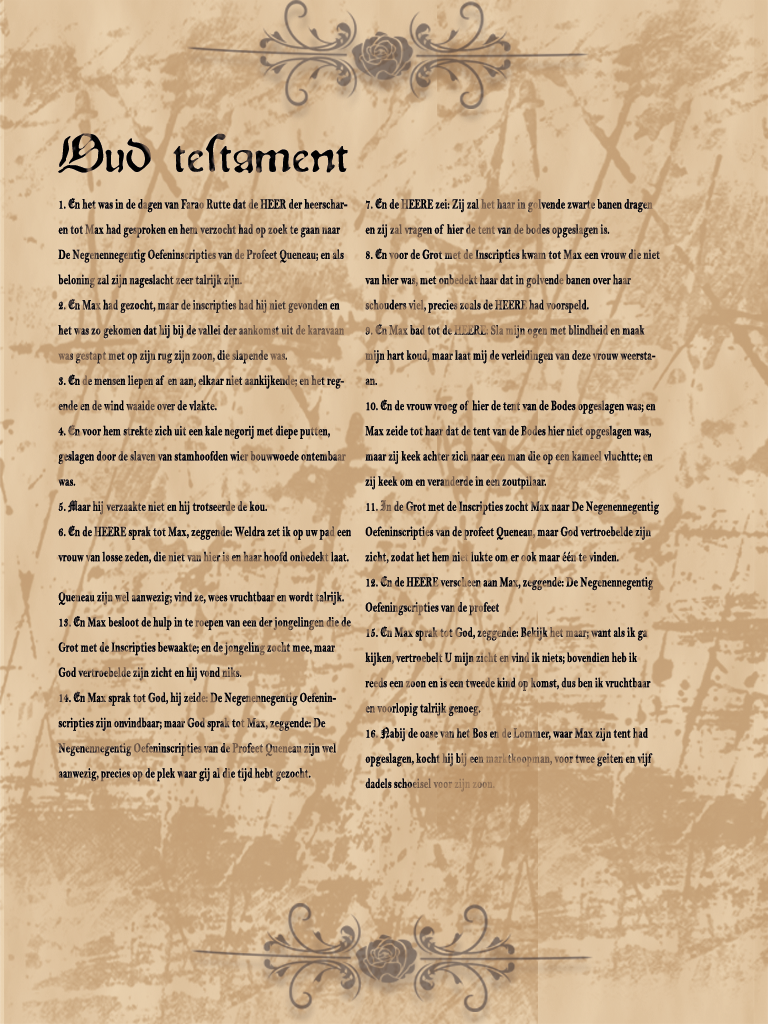 Oud testament
1. En het was in de dagen van Farao Rutte dat de HEER der heerschar-
en tot Max had gesproken en hem verzocht had op zoek te gaan naar
De Negenennegentig Oefeninscripties van de Profeet Queneau; en als
beloning zal zijn nageslacht zeer talrijk zijn.
2. En Max had gezocht, maar de inscripties had hij niet gevonden en
het was zo gekomen dat hij bij de vallei der aankomst uit de karavaan
was gestapt met op zijn rug zijn zoon, die slapende was.
3. En de mensen liepen af en aan, elkaar niet aankijkende; en het reg-
ende en de wind waaide over de vlakte.
4. En voor hem strekte zich uit een kale negorij met diepe putten,
geslagen door de slaven van stamhoofden wier bouwwoede ontembaar
was.
5. Maar hij verzaakte niet en hij trotseerde de kou.
6. En de HEERE sprak tot Max, zeggende: Weldra zet ik op uw pad een
vrouw van losse zeden, die niet van hier is en haar hoofd onbedekt laat.
7. En de HEERE zei: Zij zal het haar in golvende zwarte banen dragen
en zij zal vragen of hier de tent van de bodes opgeslagen is.
8. En voor de Grot met de Inscripties kwam tot Max een vrouw die niet
van hier was, met onbedekt haar dat in golvende banen over haar
schouders viel, precies zoals de HEERE had voorspeld.
9. En Max bad tot de HEERE: Sla mijn ogen met blindheid en maak
mijn hart koud, maar laat mij de verleidingen van deze vrouw weersta-
an.
10. En de vrouw vroeg of hier de tent van de Bodes opgeslagen was; en
Max zeide tot haar dat de tent van de Bodes hier niet opgeslagen was,
maar zij keek achter zich naar een man die op een kameel vluchtte; en
zij keek om en veranderde in een zoutpilaar.
11. In de Grot met de Inscripties zocht Max naar De Negenennegentig
Oefeninscripties van de profeet Queneau, maar God vertroebelde zijn
zicht, zodat het hem niet lukte om er ook maar één te vinden.
12. En de HEERE verscheen aan Max, zeggende: De Negenennegentig
Oefeningscripties van de profeet
Queneau zijn wel aanwezig; vind ze, wees vruchtbaar en wordt talrijk.
13. En Max besloot de hulp in te roepen van een der jongelingen die de
Grot met de Inscripties bewaakte; en de jongeling zocht mee, maar
God vertroebelde zijn zicht en hij vond niks.
14. En Max sprak tot God, hij zeide: De Negenennegentig Oefenin-
scripties zijn onvindbaar; maar God sprak tot Max, zeggende: De
Negenennegentig Oefeninscripties van de Profeet Queneau zijn wel
aanwezig, precies op de plek waar gij al die tijd hebt gezocht.
15. En Max sprak tot God, zeggende: Bekijk het maar; want als ik ga
kijken, vertroebelt U mijn zicht en vind ik niets; bovendien heb ik
reeds een zoon en is een tweede kind op komst, dus ben ik vruchtbaar
en voorlopig talrijk genoeg.
16. Nabij de oase van het Bos en de Lommer, waar Max zijn tent had
opgeslagen, kocht hij bij een marktkoopman, voor twee geiten en vijf
dadels schoeisel voor zijn zoon.